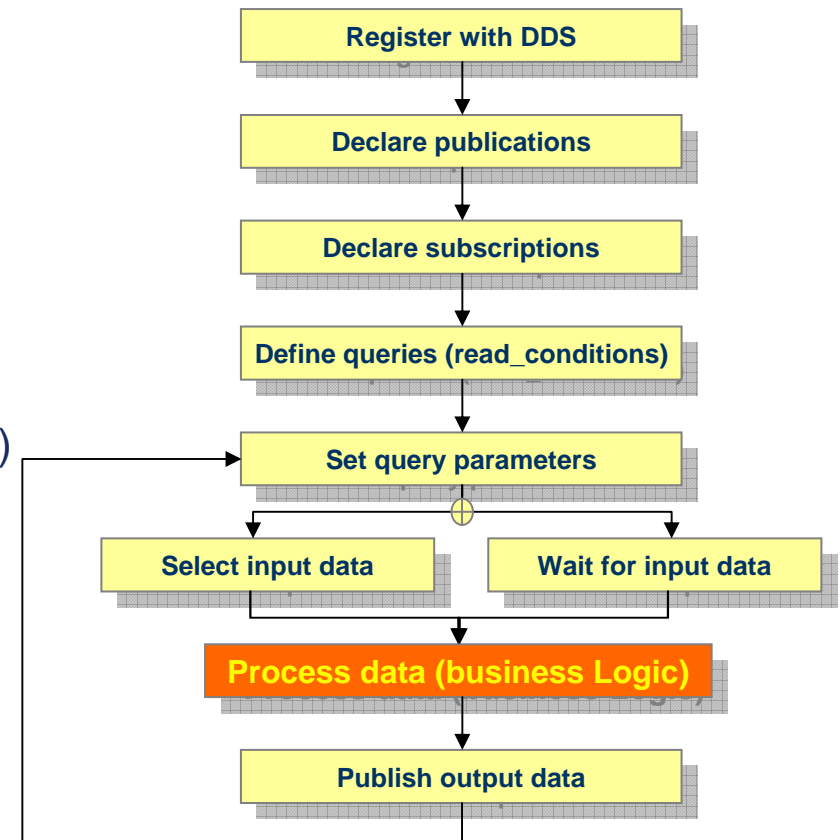 Register with DDS
Declare publications
Declare subscriptions
Define queries (read_conditions)
)
Set query parameters
Select input data
Wait for input data
Process data (business Logic)
Publish output data